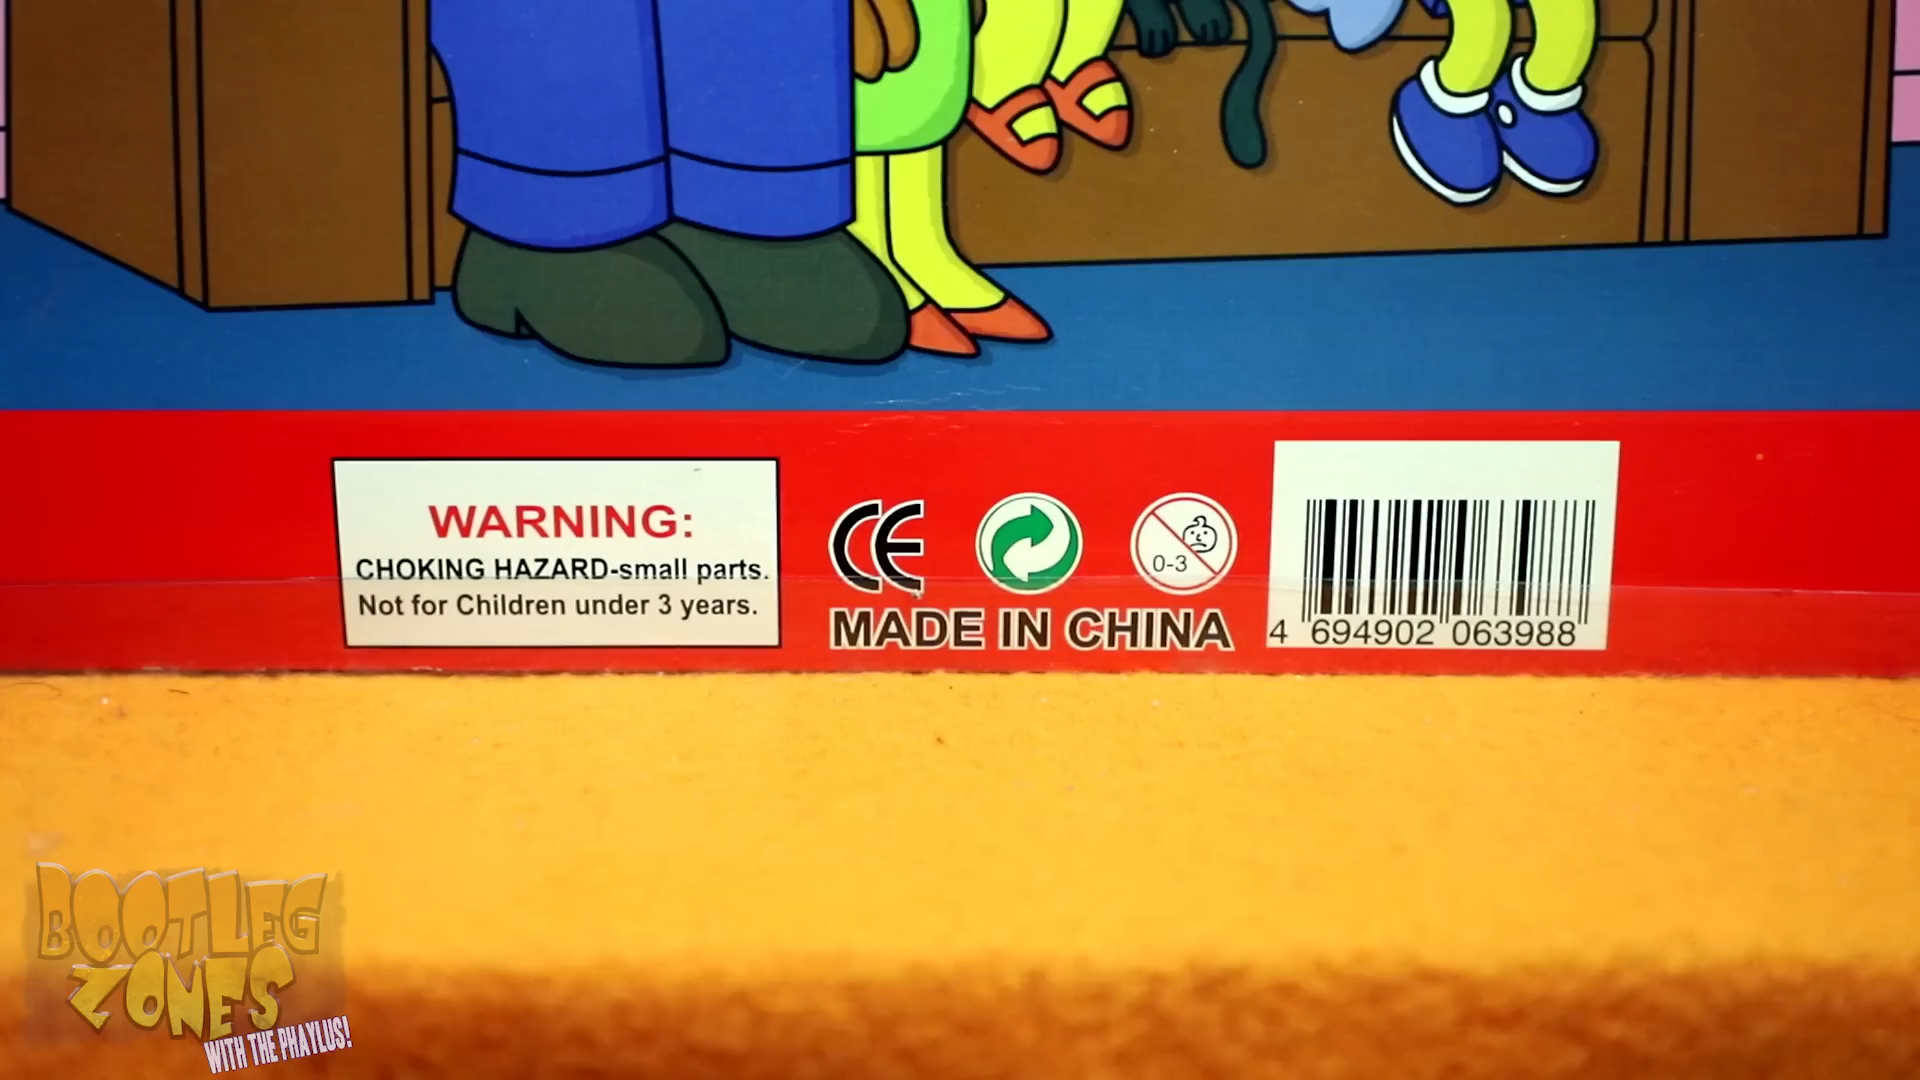 WARNING:
CHOKING HAZARD-small parts.
Not for Children under 3 years.
CE
0-3
MADE IN CHINA
4 694902 063988
BOOTLEG
ZONES
WITH THE PHAYLUS!